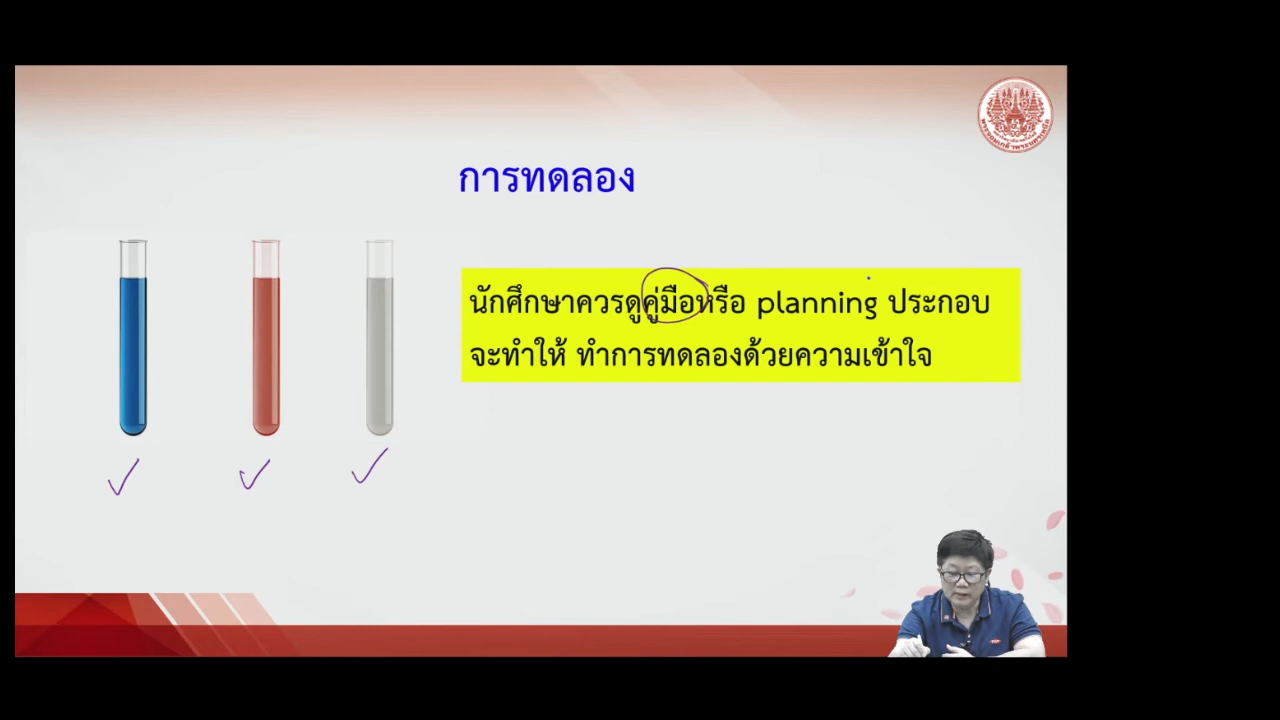 การทดลอง
นักศึกษาควรดูคู่มือหรือ planning ประกอบ
จะทำให้ ทำการทดลองด้วยความเข้าใจ